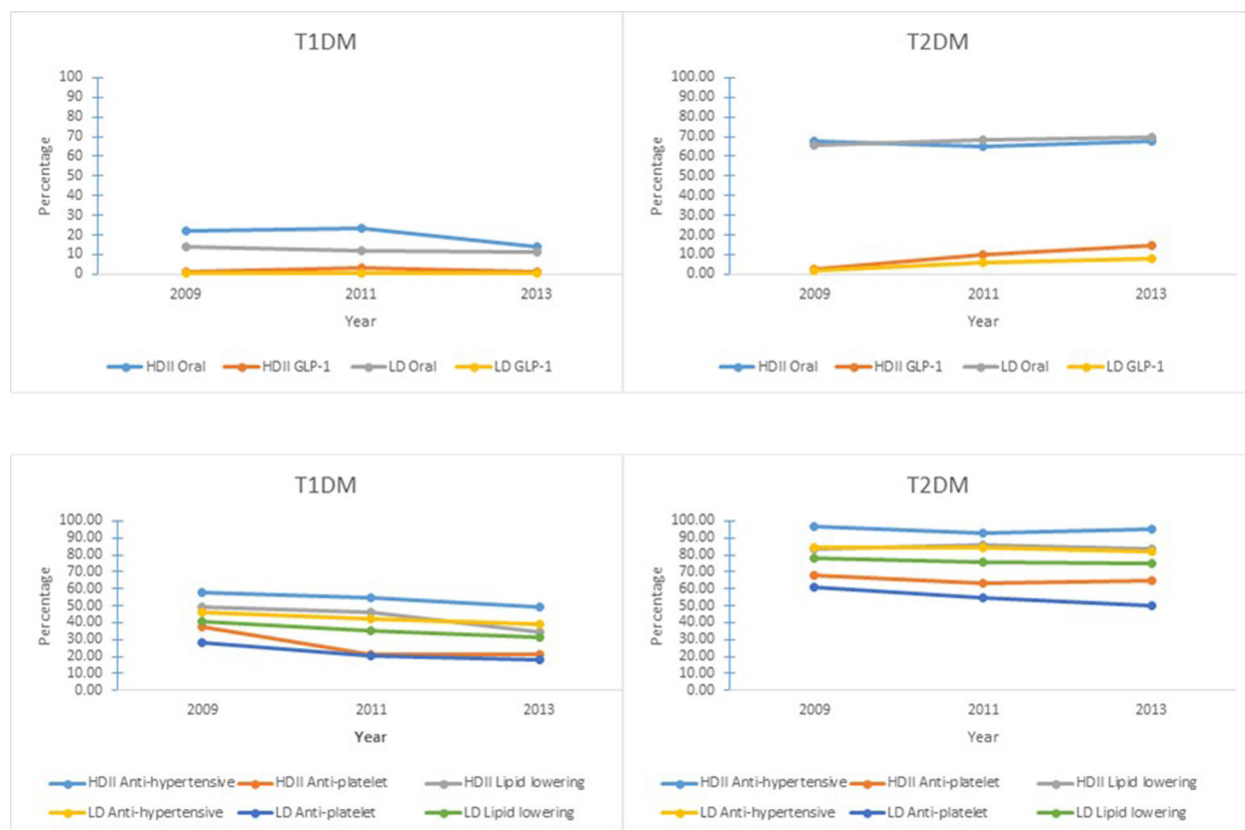 T1DM
100
90
80
70
60
50
40
30
20
10
0
Percentage
2009 2011 2013
Year
HDII Oral HDII GLP-1 LD Oral LD GLP-1
T2DM
100.00
90.00
80.00
70.00
60.00
50.00
40.00
30.00
20.00
10.00
0.00
Percentage
2009 2011 2013
Year
HDII Oral HDII GLP-1 LD Oral LD GLP-1
T1DM
100.00
90.00
80.00
70.00
60.00
50.00
40.00
30.00
20.00
10.00
0.00
Percentage
2009 2011 2013
Year
HDII Anti-hypertensive HDII Anti-platelet HDII Lipid lowering
LD Anti-hypertensive LD Anti-platelet LD Lipid lowering
T2DM
100.00
90.00
80.00
70.00
60.00
50.00
40.00
30.00
20.00
10.00
0.00
Percentage
2009 2011 2013
Year
HDII Anti-hypertensive HDII Anti-platelet HDII Lipid lowering
LD Anti-hypertensive LD Anti-platelet LD Lipid lowering